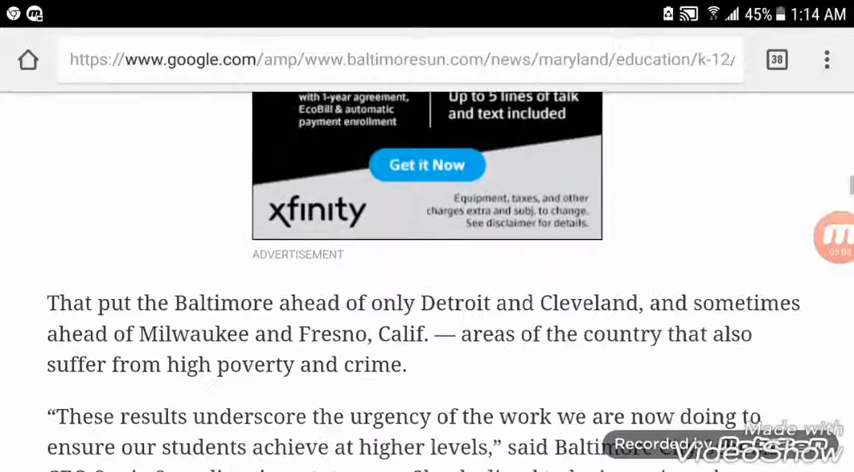 45% 1:14 AM
https://www.google.com/amp/www.baltimoresun.com/news/maryland/education/k-12/
38
with 1-year agreement,
EcoBill & automatic
payment enrollment
Up to 5 lines of talk
and text included
Get it Now
xfinity
Equipment, taxes, and other
charges extra and subj. to change.
See disclaimer for details.
ADVERTISEMENT
05:03
That put the Baltimore ahead of only Detroit and Cleveland, and sometimes
ahead of Milwaukee and Fresno, Calif. — areas of the country that also
suffer from high poverty and crime.
“These results underscore the urgency of the work we are now doing to
ensure our students achieve at higher levels,” said
Made with
Recorded by
VideoShow